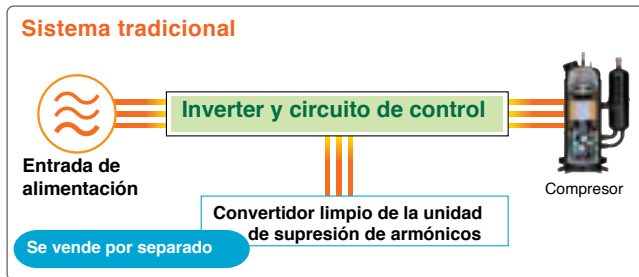 Sistema tradicional
Inverter y circuito de control
Entrada de
alimentación
Compresor
Convertidor limpio de la unidad
de supresión de armónicos
Se vende por separado